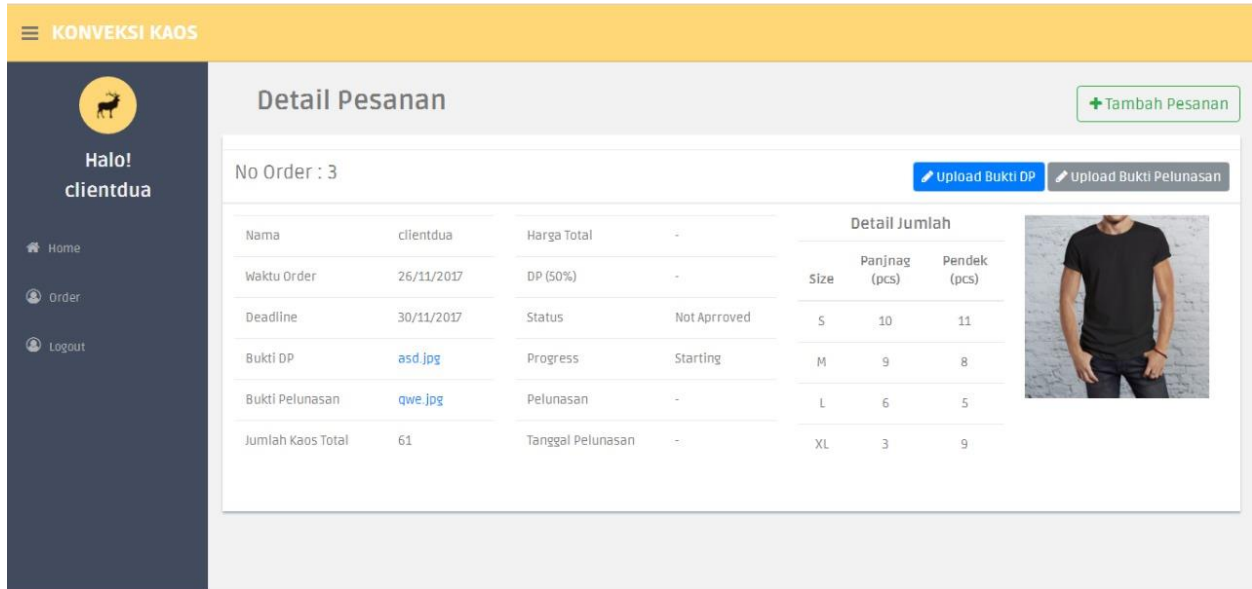 KONVEKSI KAOS
Halo!
clientdua
Home
Order
Logout
Detail Pesanan
Tambah Pesanan
No Order : 3
Upload Bukti DP
Upload Bukti Pelunasan
Nama clientdua
Waktu Order 26/11/2017
Deadline 30/11/2017
Bukti DP asd.jpg
Bukti Pelunasan qwe.jpg
Jumlah Kaos Total 61
Harga Total -
DP (50%) -
Status Not Aprroved
Progress Starting
Pelunasan -
Tanggal Pelunasan -
Detail Jumlah
Size Panjnag (pcs) Pendek (pcs)
S 10 11
M 9 8
L 6 5
XL 3 9